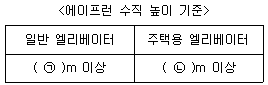 <에이프런 수직 높이 기준>
일반 엘리베이터 주택용 엘리베이터
( ㉠ )m 이상 ( ㉡ )m 이상